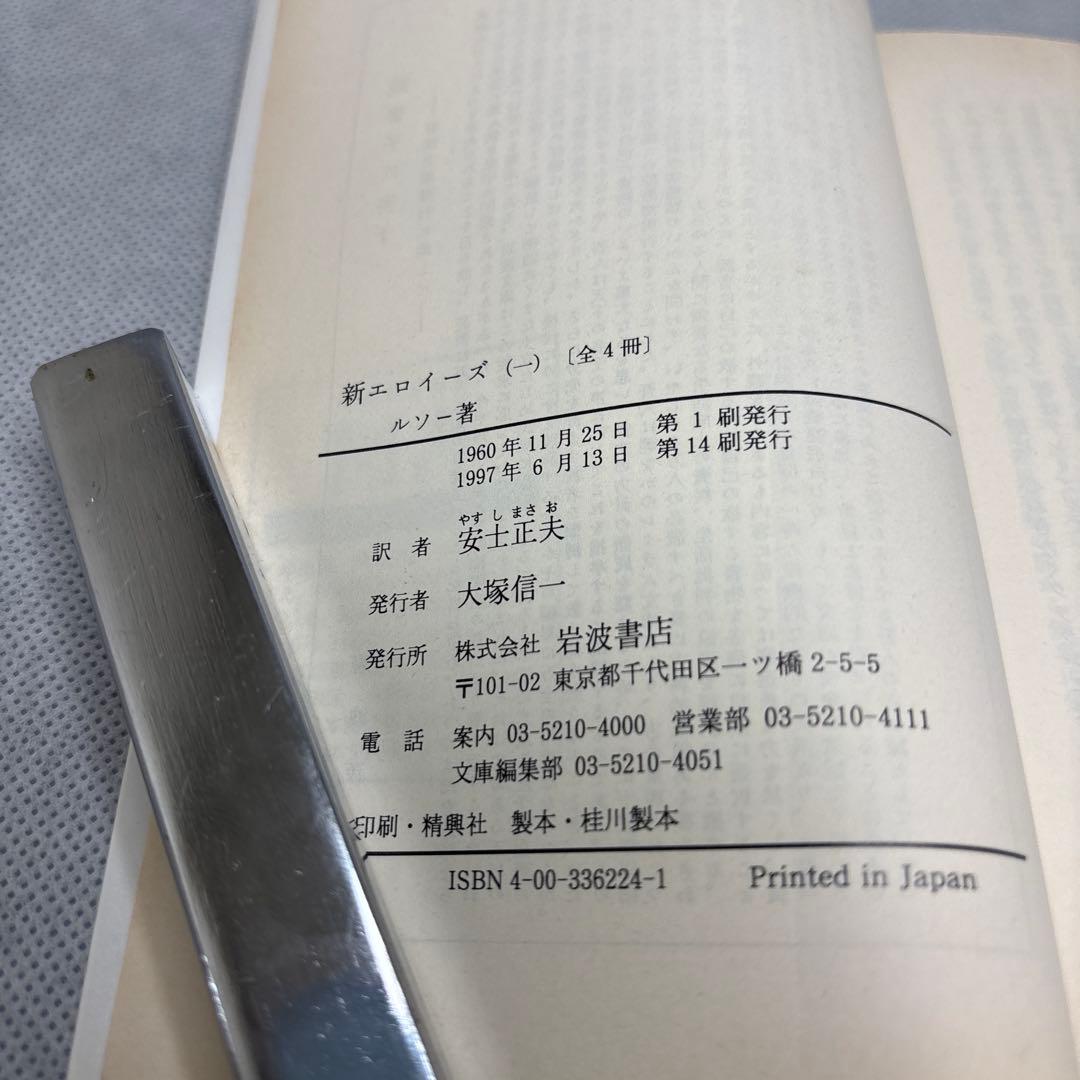 新エロイーズ (一) 〔全4冊〕
ルソー著
1960年11月25日 第1刷発行
1997年6月13日 第14刷発行
やす し まさ お
訳者 安士正夫
発行者 大塚信一
発行所 株式会社 岩波書店
〒101-02 東京都千代田区一ツ橋2-5-5
電話 案内 03-5210-4000 営業部 03-5210-4111
文庫編集部 03-5210-4051
印刷・精興社 製本・桂川製本
ISBN4-00-336224-1 Printed in Japan